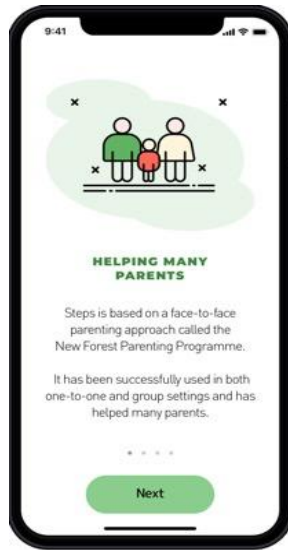 9:41
HELPING MANY
PARENTS
Steps is based on a face-to-face
parenting approach called the
New Forest Parenting Programme.
It has been successfully used in both
one-to-one and group settings and has
helped many parents.
Next